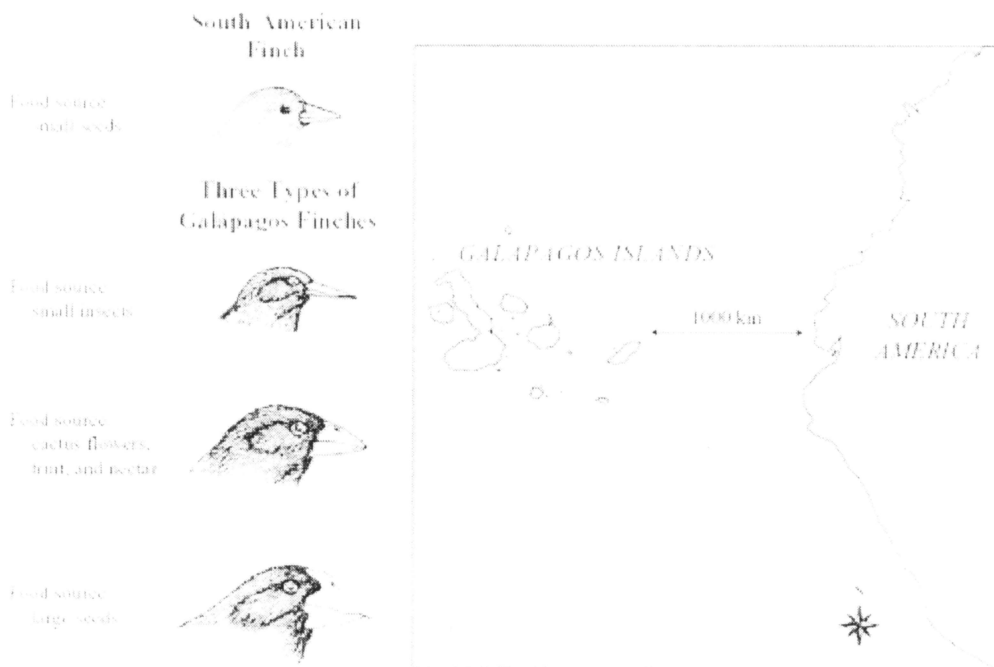 South American
Finch
Food source
small seeds
Three Types of
Galapagos Finches
Food source
small insects
Food source
cactus flowers,
fruit, and nectar
Food source
large seeds
GALAPAGOS ISLANDS
1000 km
SOUTH
AMERICA